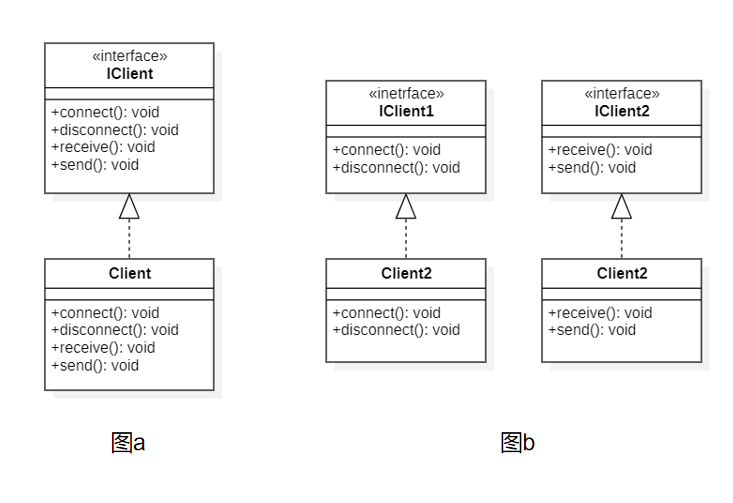 «interface»
IClient
+connect(): void
+disconnect(): void
+receive(): void
+send(): void
Client
+connect(): void
+disconnect(): void
+receive(): void
+send(): void
图a
«inetrface»
IClient1
+connect(): void
+disconnect(): void
Client2
+connect(): void
+disconnect(): void
«interface»
IClient2
+receive(): void
+send(): void
Client2
+receive(): void
+send(): void
图b